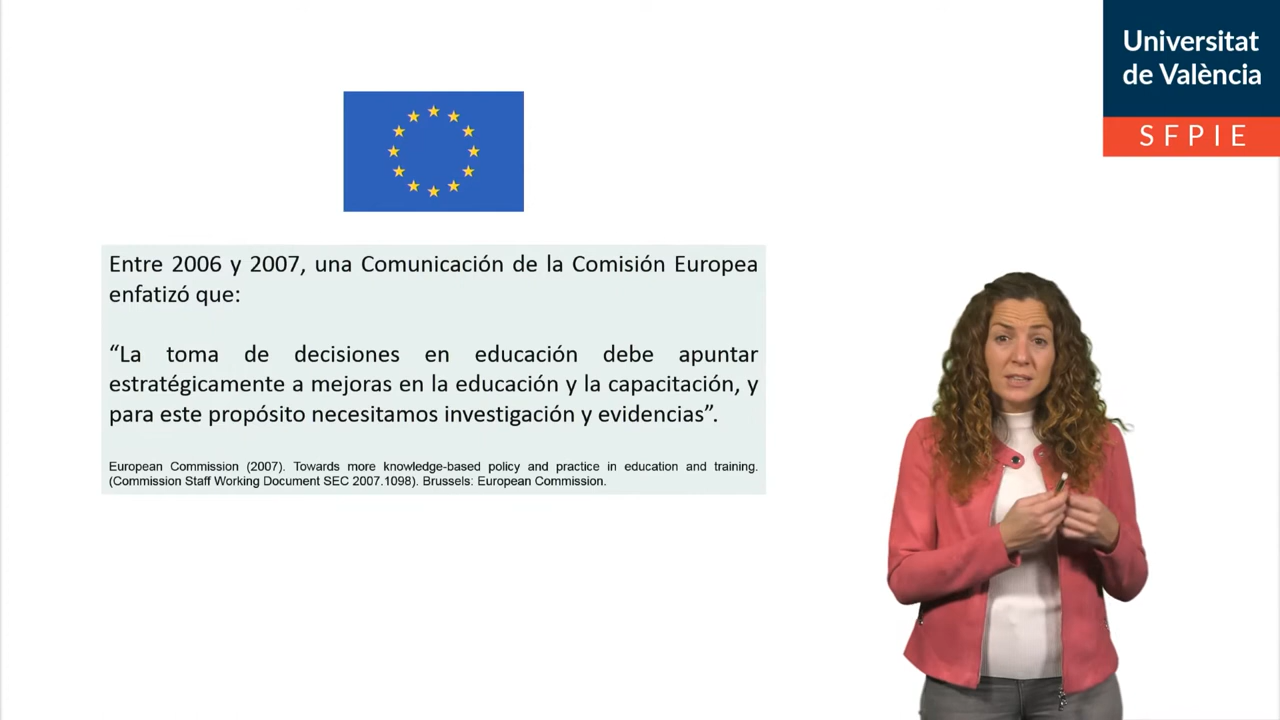 Universitat
de València
SFPIE
Entre 2006 y 2007, una Comunicación de la Comisión Europea
enfatizó que:
“La toma de decisiones en educación debe apuntar
estratégicamente a mejoras en la educación y la capacitación, y
para este propósito necesitamos investigación y evidencias”.
European Commission (2007). Towards more knowledge-based policy and practice in education and training.
(Commission Staff Working Document SEC 2007.1098). Brussels: European Commission.